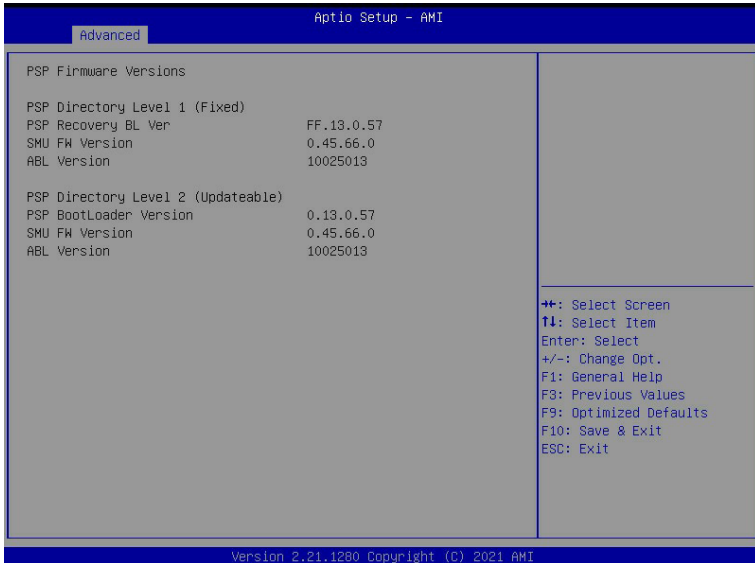 Aptio Setup – AMI
Advanced
PSP Firmware Versions
PSP Directory Level 1 (Fixed)
PSP Recovery BL Ver FF.13.0.57
SMU FW Version 0.45.66.0
ABL Version 10025013
PSP Directory Level 2 (Updateable)
PSP BootLoader Version 0.13.0.57
SMU FW Version 0.45.66.0
ABL Version 10025013
→←: Select Screen
↑↓: Select Item
Enter: Select
+/-: Change Opt.
F1: General Help
F3: Previous Values
F9: Optimized Defaults
F10: Save & Exit
ESC: Exit
Version 2.21.1280 Copyright (C) 2021 AMI